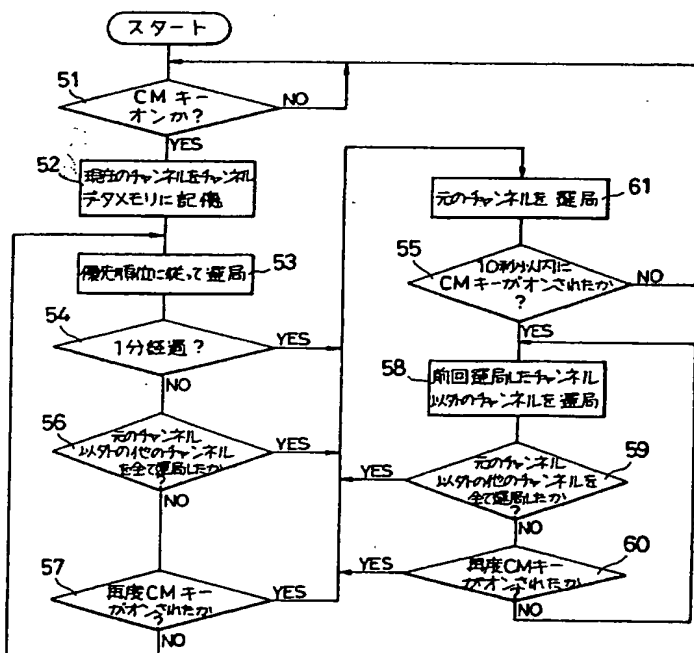 スタート
51
CMキー
オンか?
NO
YES
52
現在のチャンネルをチャンネル
データメモリに記憶
優先順位に従って選局
53
54
1分経過?
YES
NO
56
元のチャンネル
以外の他のチャンネル
を全て選局したか
?
YES
NO
57
再度CMキー
がオンされたか
?
YES
NO
元のチャンネルを選局
61
55
10秒以内に
CMキーがオンされたか
?
NO
YES
58
前回選局したチャンネル
以外のチャンネルを選局
59
元のチャンネル
以外の他のチャンネルを
全て選局したか
?
YES
NO
60
再度CMキー
がオンされたか
?
YES
NO